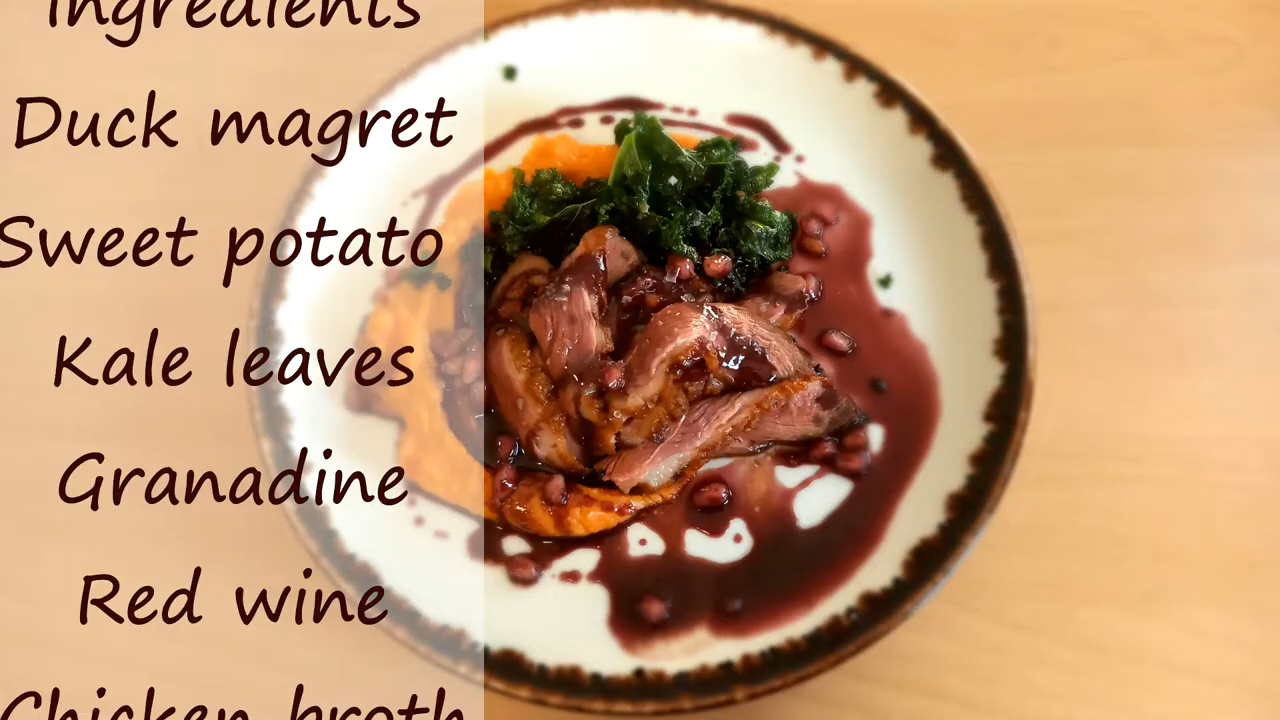 Ingredients
Duck magret
Sweet potato
Kale leaves
Granadine
Red wine
Chicken broth